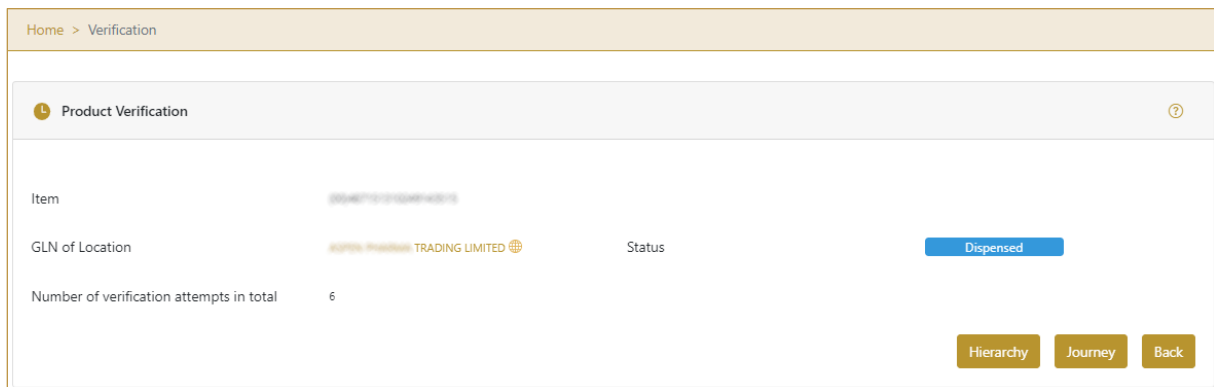 Home > Verification
Product Verification
Item
GLN of Location TRADING LIMITED Status Dispensed
Number of verification attempts in total 6
Hierarchy Journey Back